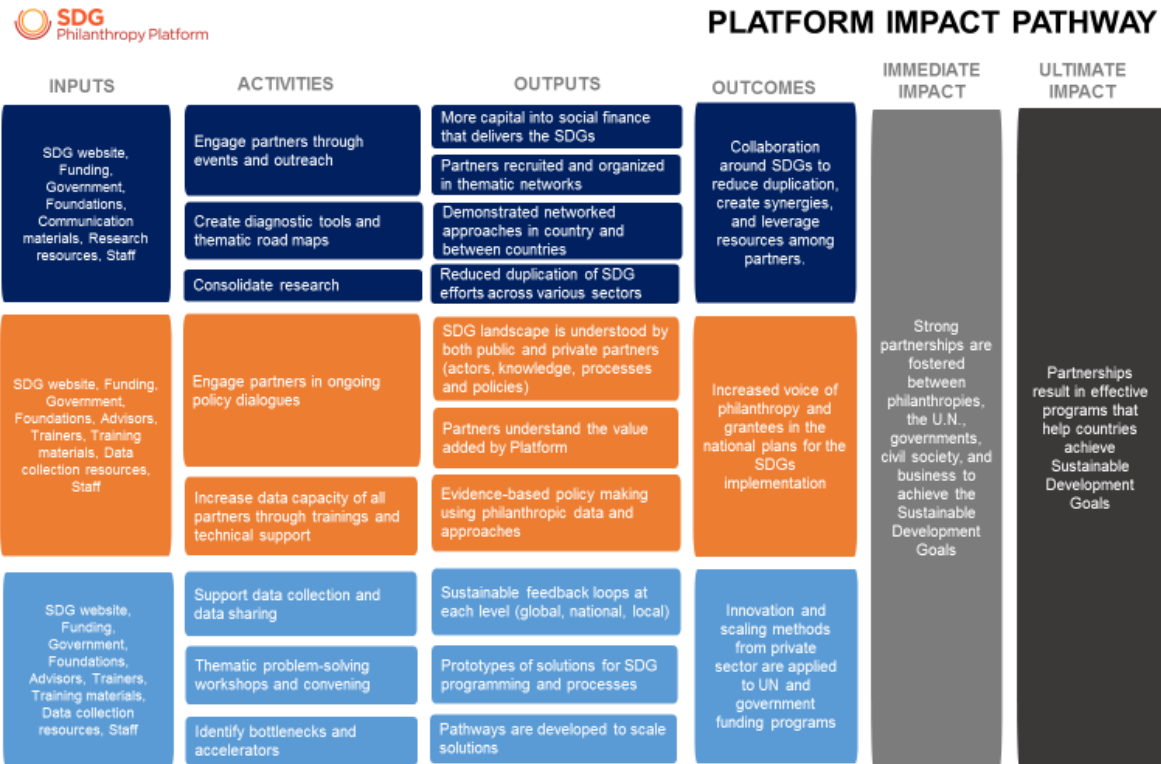 SDG
Philanthropy Platform
PLATFORM IMPACT PATHWAY
INPUTS
ACTIVITIES
OUTPUTS
OUTCOMES
IMMEDIATE
IMPACT
ULTIMATE
IMPACT
SDG website,
Funding,
Government,
Foundations,
Communication
materials, Research
resources, Staff
Engage partners through
events and outreach
Create diagnostic tools and
thematic road maps
Consolidate research
More capital into social finance
that delivers the SDGs
Partners recruited and organized
in thematic networks
Demonstrated networked
approaches in country and
between countries
Reduced duplication of SDG
efforts across various sectors
Collaboration
around SDGs to
reduce duplication,
create synergies,
and leverage
resources among
partners.
SDG website, Funding,
Government,
Foundations, Advisors,
Trainers, Training
materials, Data
collection resources,
Staff
Engage partners in ongoing
policy dialogues
Increase data capacity of all
partners through trainings and
technical support
SDG landscape is understood by
both public and private partners
(actors, knowledge, processes
and policies)
Partners understand the value
added by Platform
Evidence-based policy making
using philanthropic data and
approaches
Increased voice of
philanthropy and
grantees in the
national plans for the
SDGs
implementation
SDG website,
Funding,
Government,
Foundations,
Advisors, Trainers,
Training materials,
Data collection
resources, Staff
Support data collection and
data sharing
Thematic problem-solving
workshops and convening
Identify bottlenecks and
accelerators
Sustainable feedback loops at
each level (global, national, local)
Prototypes of solutions for SDG
programming and processes
Pathways are developed to scale
solutions
Innovation and
scaling methods
from private
sector are applied
to UN and
government
funding programs
Strong
partnerships are
fostered
between
philanthropies,
the U.N.,
governments,
civil society, and
business to
achieve the
Sustainable
Development
Goals
Partnerships
result in effective
programs that
help countries
achieve
Sustainable
Development
Goals